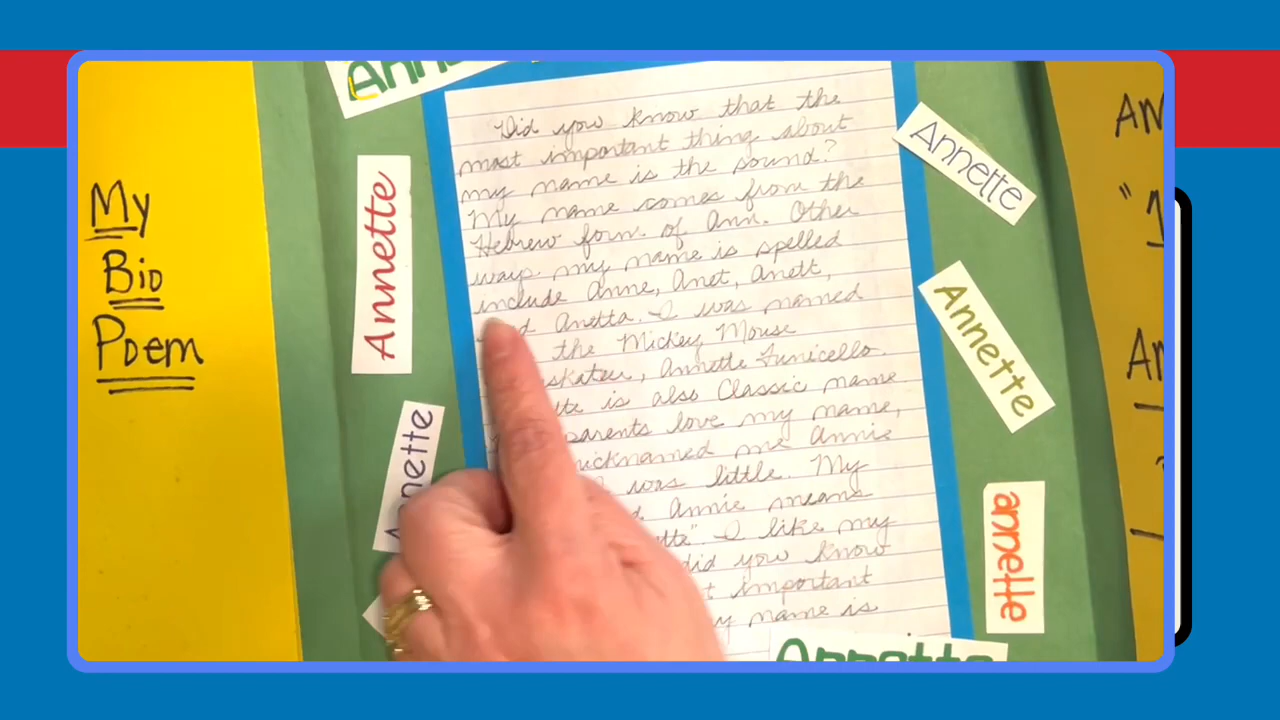 My
Bio
Poem
Annette
Annette
Did you know that the
most important thing about
my name is the sound?
My name comes from the
Hebrew form of Ann. Other
ways my name is spelled
include Anne, Anet, Anett,
Anetta. I was named
the Mickey Mouse
Annette Funicello.
is also Classic name
parents love my name,
nicknamed me Annie
I was little. My
Annie means
I like my
did you know
important
my name is
Annette
Annette
annette
Annette